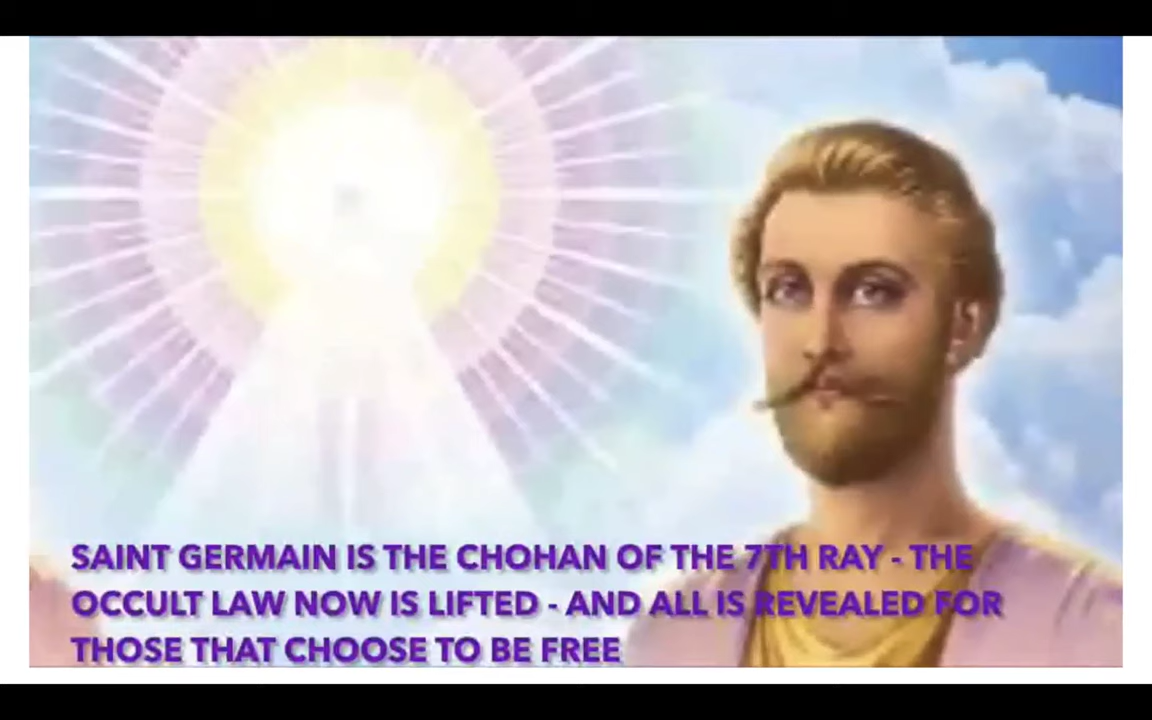 SAINT GERMAIN IS THE CHOHAN OF THE 7TH RAY - THE
OCCULT LAW NOW IS LIFTED - AND ALL IS REVEALED FOR
THOSE THAT CHOOSE TO BE FREE